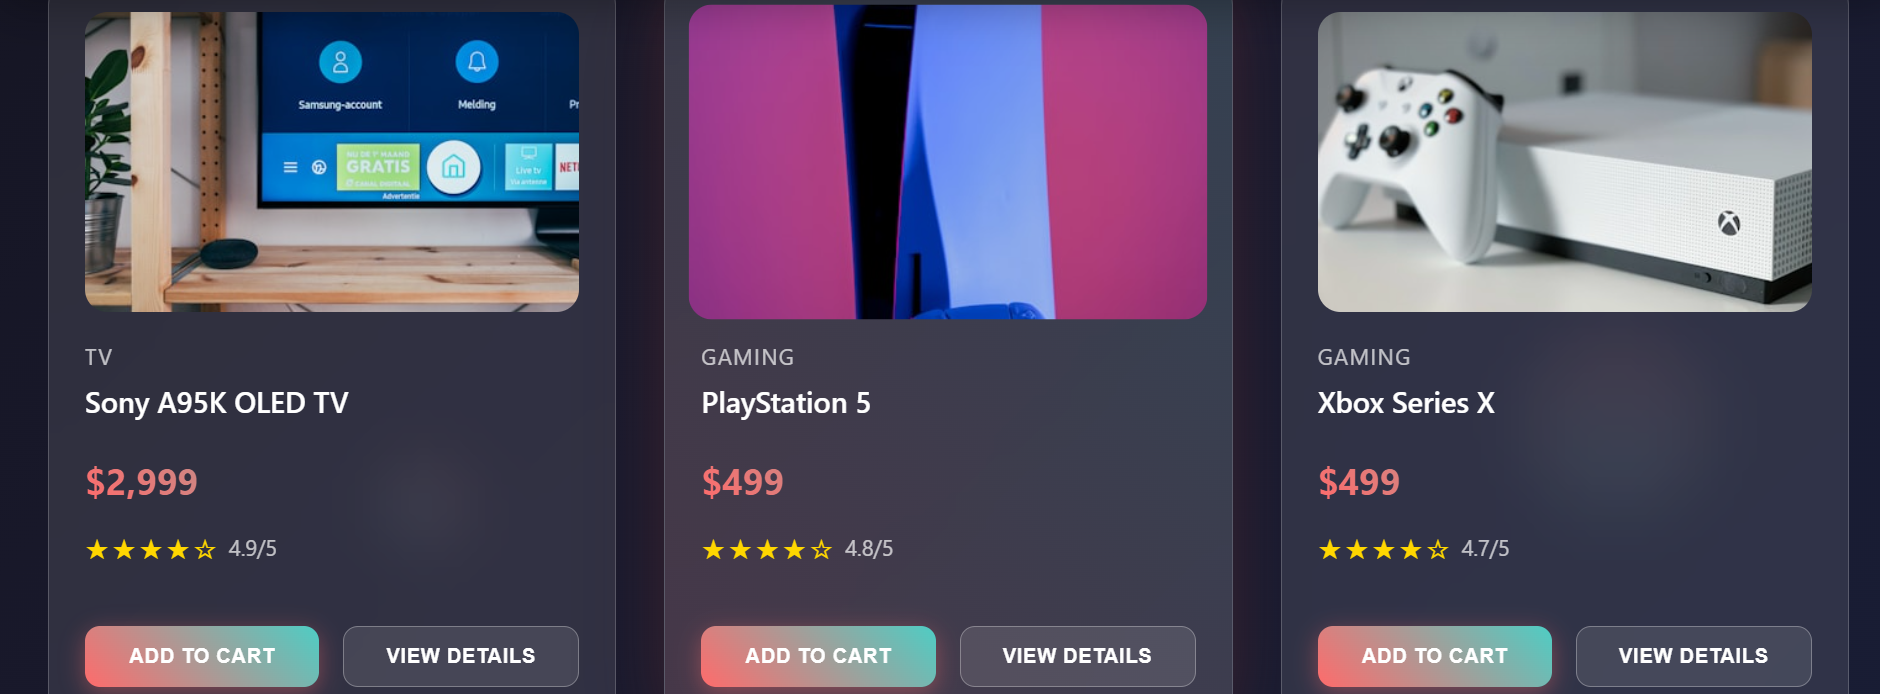 Samsung-account
Melding
Pr
NU DE 1e MAAND
GRATIS
CANAL DIGITAAL
Live tv
Via antenne
NETF
Advertentie
TV
Sony A95K OLED TV
$2,999
★★★★☆ 4.9/5
ADD TO CART
VIEW DETAILS
GAMING
PlayStation 5
$499
★★★★☆ 4.8/5
ADD TO CART
VIEW DETAILS
GAMING
Xbox Series X
$499
★★★★☆ 4.7/5
ADD TO CART
VIEW DETAILS